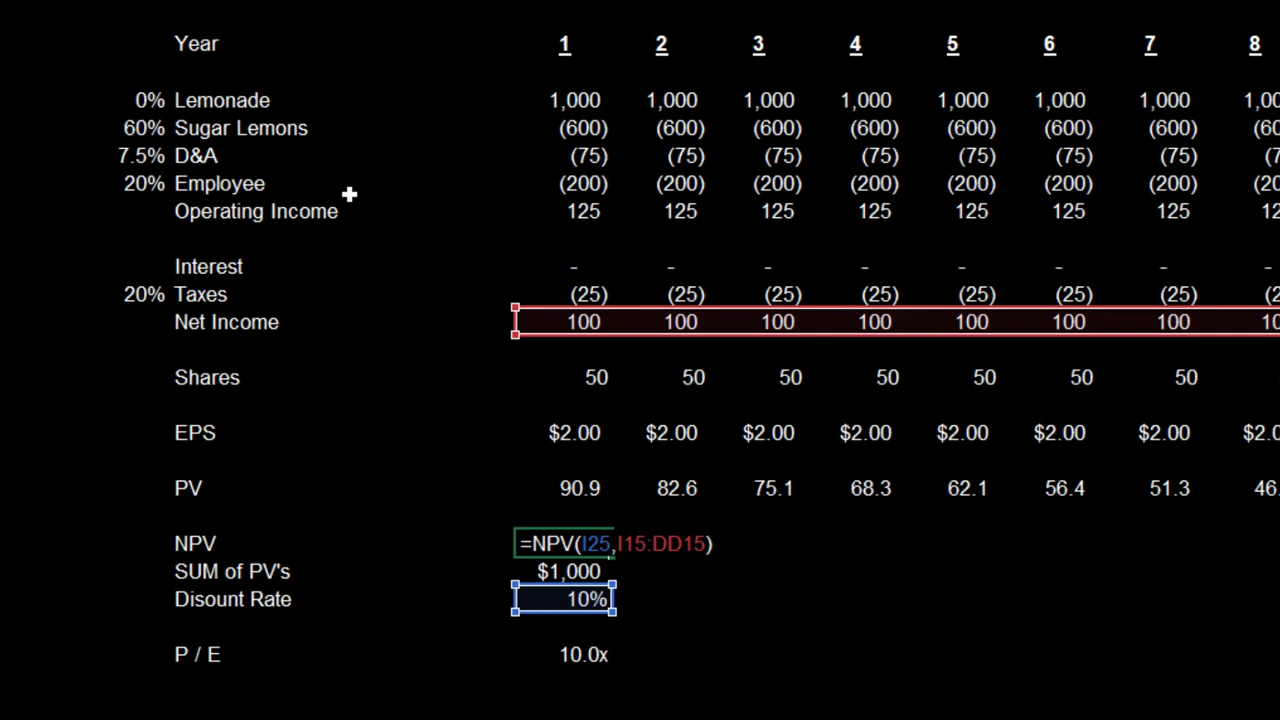 Year 1 2 3 4 5 6 7 8
0% Lemonade 1,000 1,000 1,000 1,000 1,000 1,000 1,000
60% Sugar Lemons (600) (600) (600) (600) (600) (600) (600)
7.5% D&A (75) (75) (75) (75) (75) (75) (75)
20% Employee (200) (200) (200) (200) (200) (200) (200)
Operating Income 125 125 125 125 125 125 125
Interest - - - - - - - -
20% Taxes (25) (25) (25) (25) (25) (25) (25)
Net Income 100 100 100 100 100 100 100
Shares 50 50 50 50 50 50 50
EPS $2.00 $2.00 $2.00 $2.00 $2.00 $2.00 $2.00
PV 90.9 82.6 75.1 68.3 62.1 56.4 51.3
NPV =NPV(I25,I15:DD15)
SUM of PV's $1,000
Disount Rate 10%
P / E 10.0x